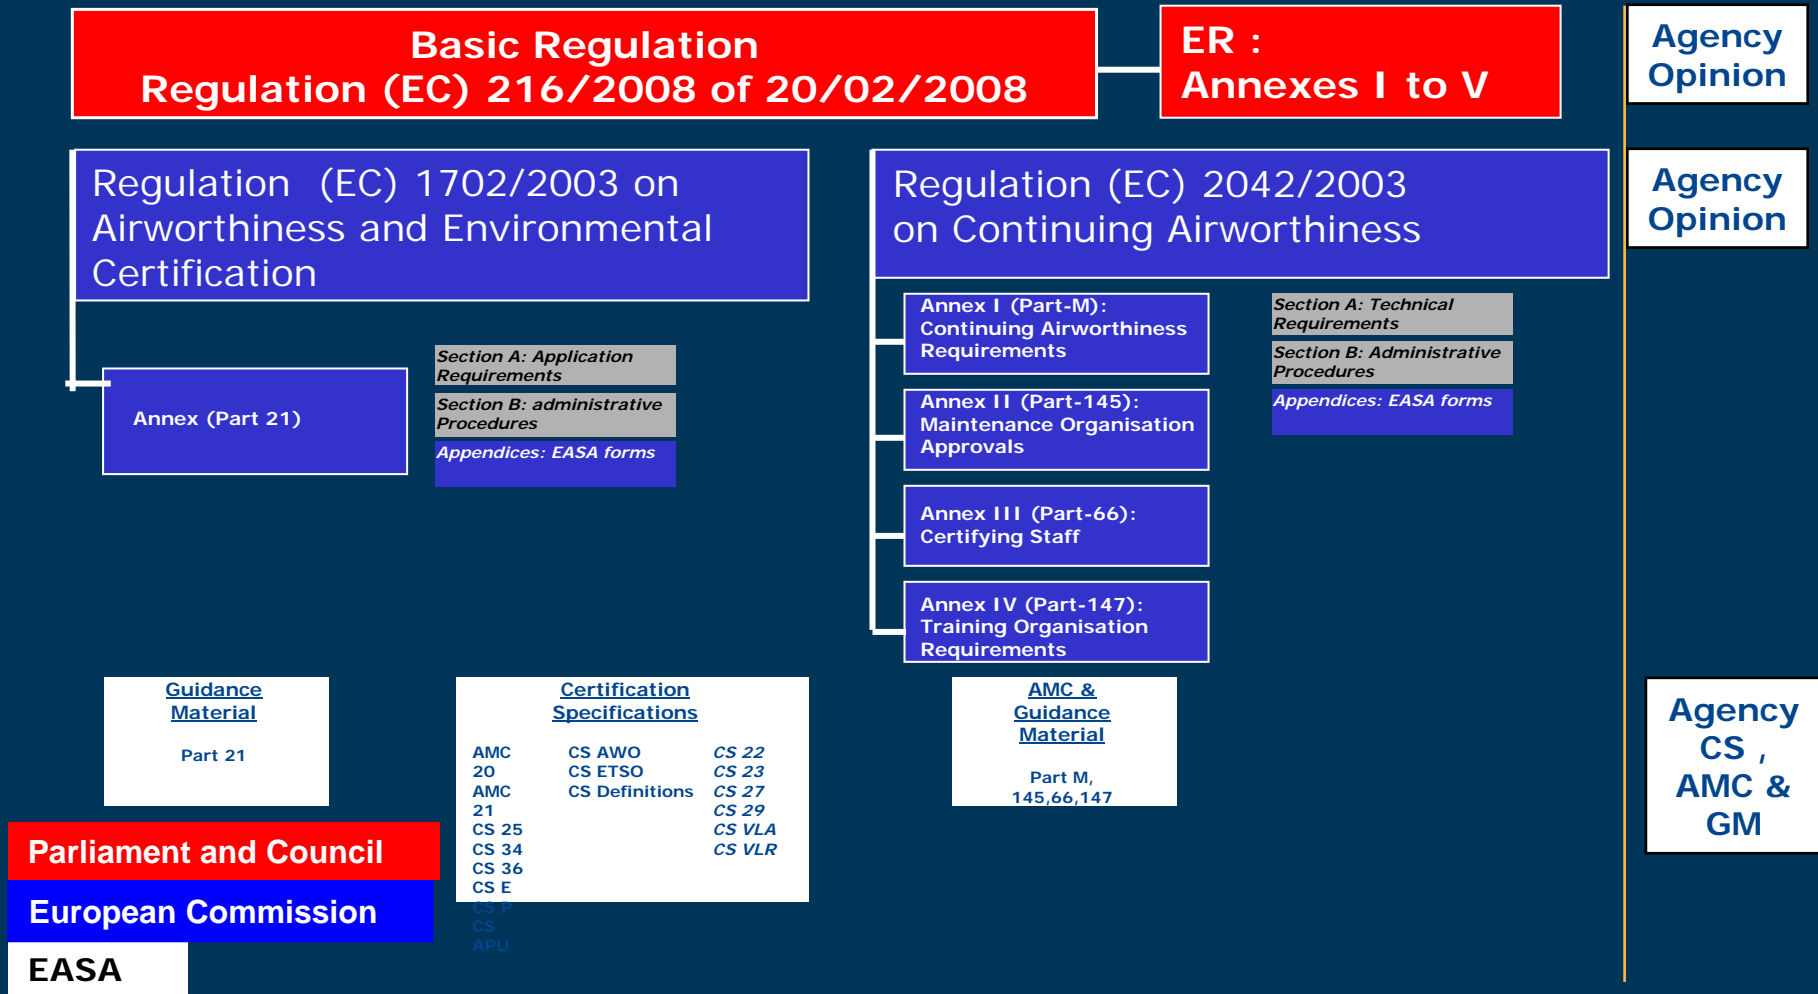 Basic Regulation
Regulation (EC) 216/2008 of 20/02/2008
ER :
Annexes I to V
Agency
Opinion
Regulation (EC) 1702/2003 on
Airworthiness and Environmental
Certification
Regulation (EC) 2042/2003
on Continuing Airworthiness
Agency
Opinion
Annex (Part 21)
Section A: Application
Requirements
Section B: administrative
Procedures
Appendices: EASA forms
Annex I (Part-M):
Continuing Airworthiness
Requirements
Annex II (Part-145):
Maintenance Organisation
Approvals
Annex III (Part-66):
Certifying Staff
Annex IV (Part-147):
Training Organisation
Requirements
Section A: Technical
Requirements
Section B: Administrative
Procedures
Appendices: EASA forms
Guidance
Material
Part 21
Certification
Specifications
AMC
20
AMC
21
CS 25
CS 34
CS 36
CS E
CS P
CS
APU
CS AWO
CS ETSO
CS Definitions
CS 22
CS 23
CS 27
CS 29
CS VLA
CS VLR
AMC &
Guidance
Material
Part M,
145,66,147
Agency
CS ,
AMC &
GM
Parliament and Council
European Commission
EASA